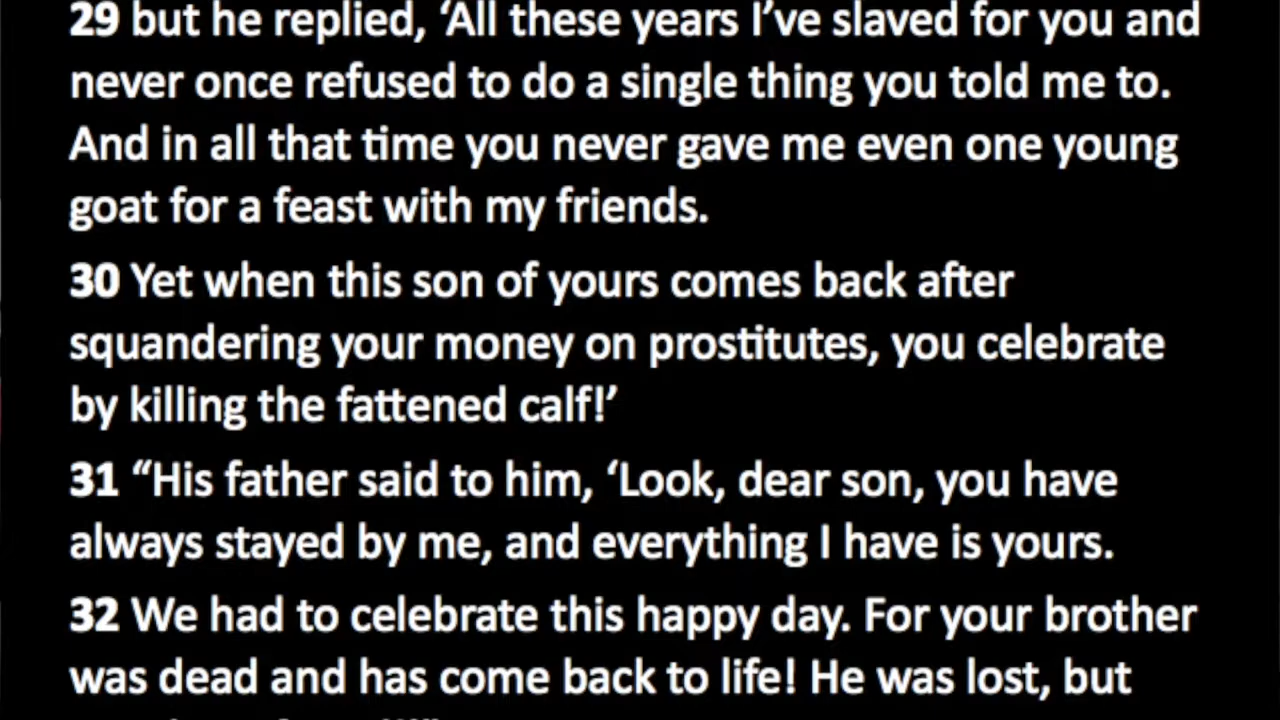 29 but he replied, ‘All these years I’ve slaved for you and
never once refused to do a single thing you told me to.
And in all that time you never gave me even one young
goat for a feast with my friends.
30 Yet when this son of yours comes back after
squandering your money on prostitutes, you celebrate
by killing the fattened calf!’
31 “His father said to him, ‘Look, dear son, you have
always stayed by me, and everything I have is yours.
32 We had to celebrate this happy day. For your brother
was dead and has come back to life! He was lost, but